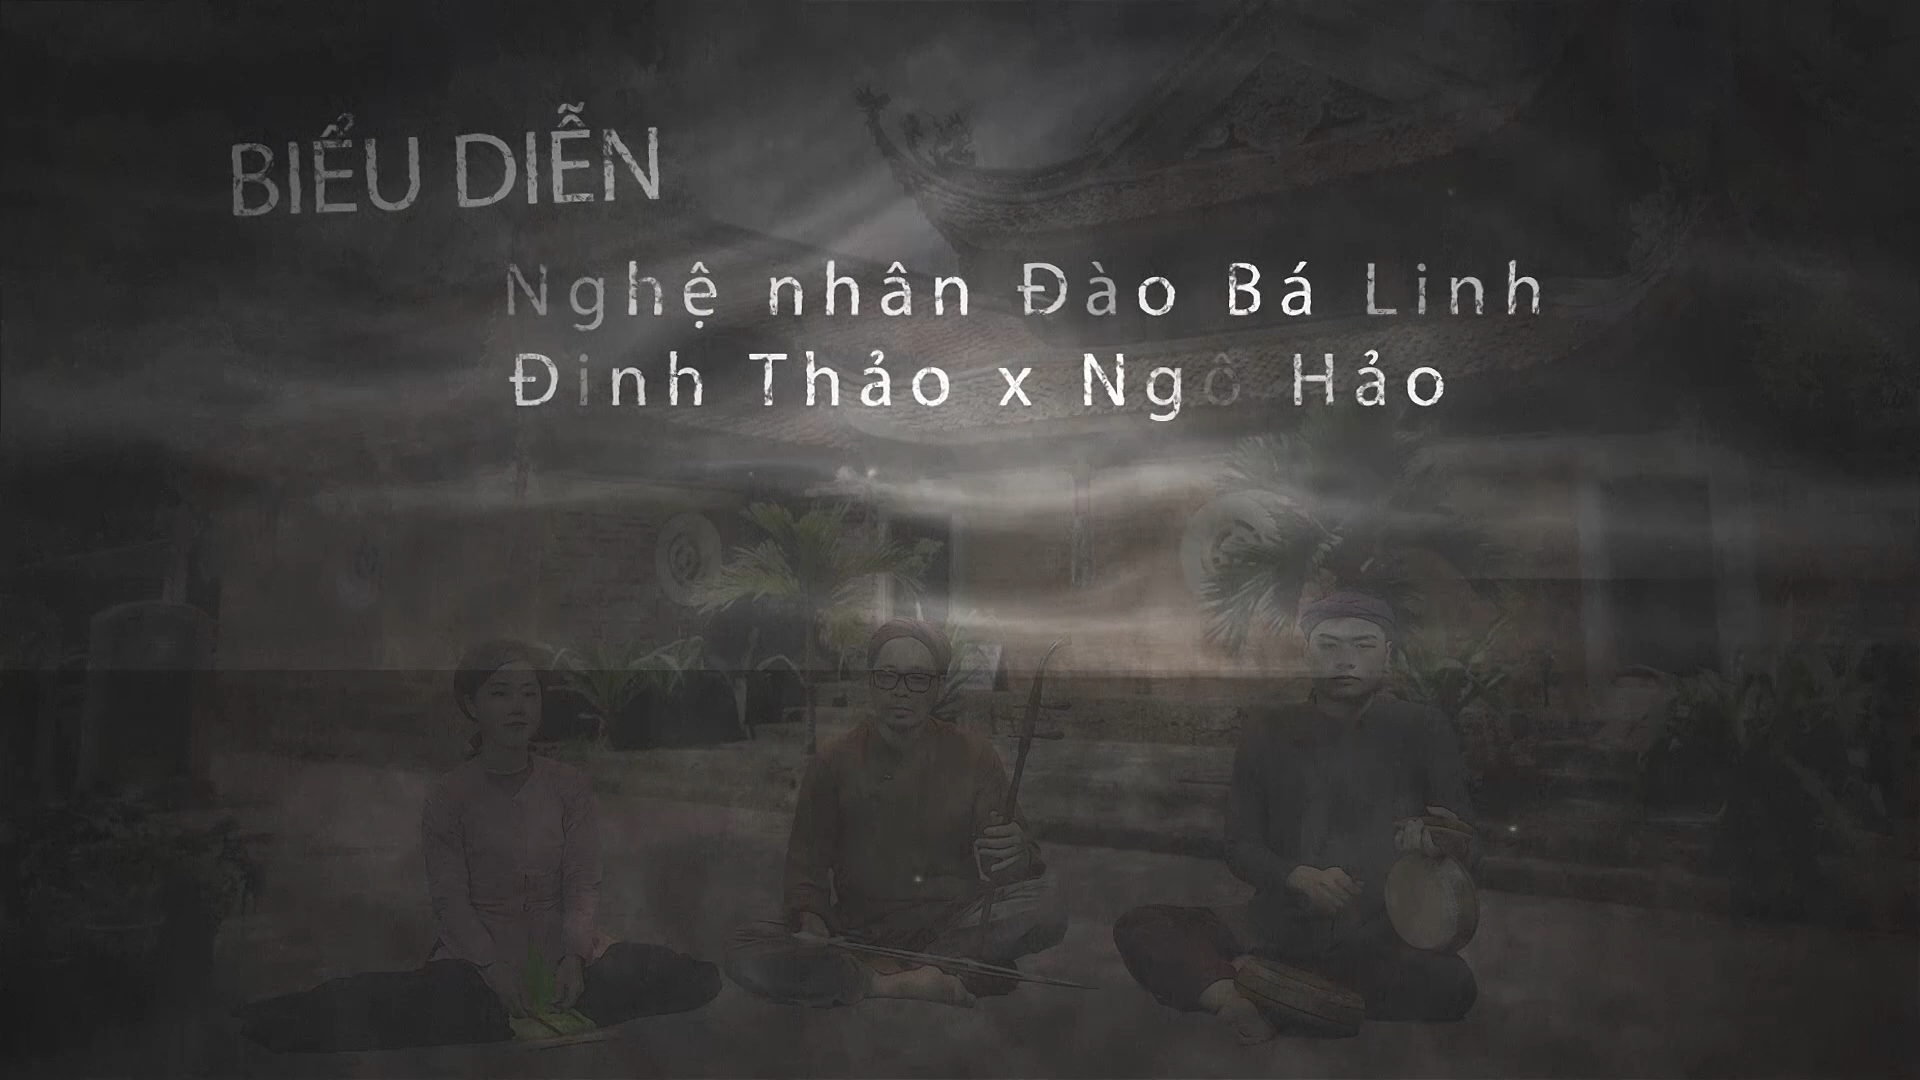 BIỂU DIỄN
Nghệ nhân Đào Bá Linh
Đinh Thảo x Ngô Hảo